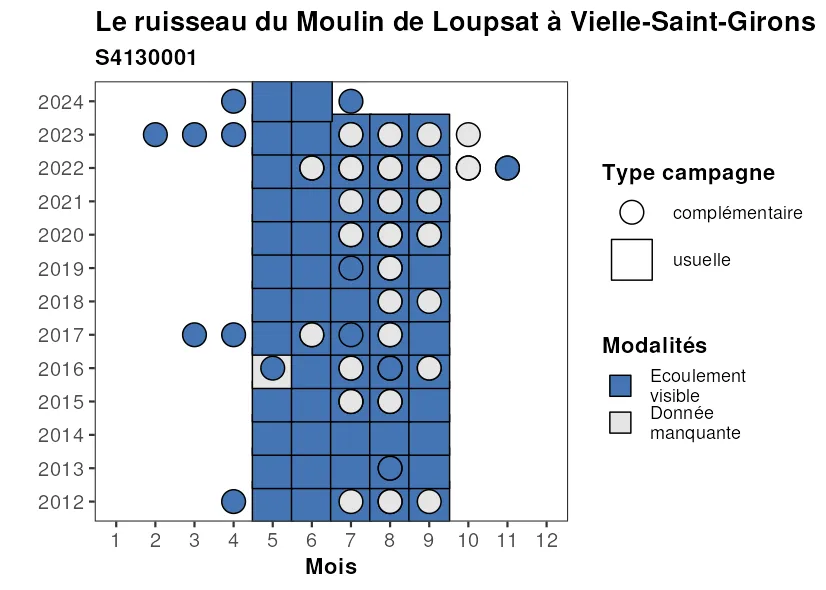 Le ruisseau du Moulin de Loupsat à Vielle-Saint-Girons
S4130001
2024
2023
2022
2021
2020
2019
2018
2017
2016
2015
2014
2013
2012
1 2 3 4 5 6 7 8 9 10 11 12
Mois
Type campagne
complémentaire
usuelle
Modalités
Ecoulement
visible
Donnée
manquante